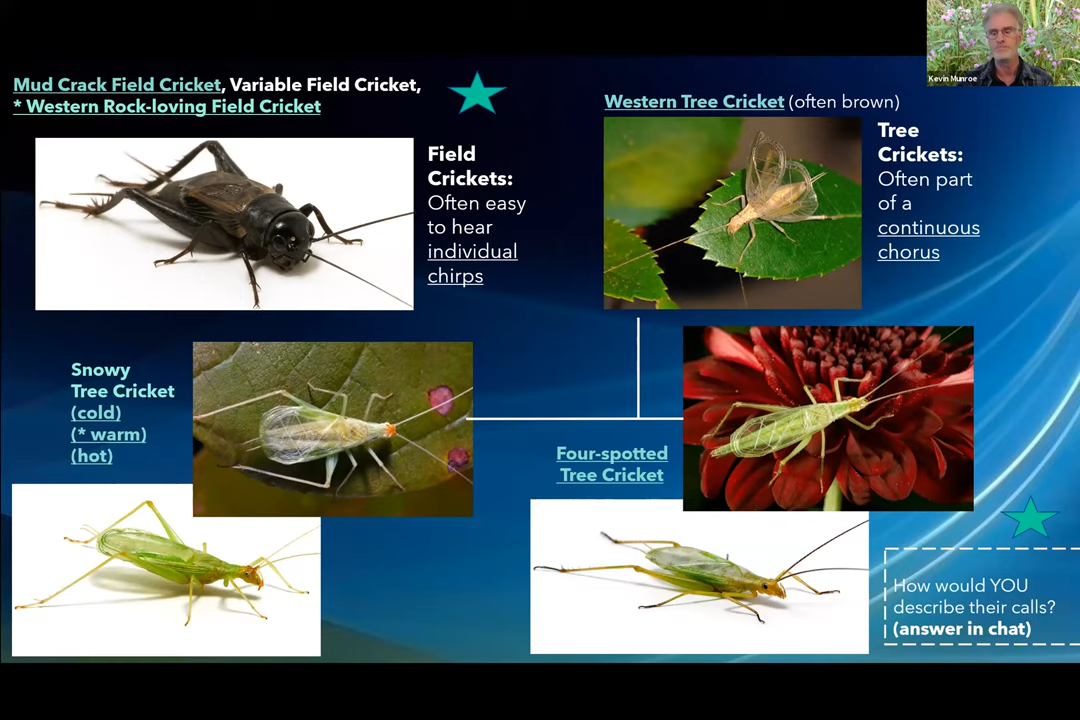 Kevin Munroe
Mud Crack Field Cricket, Variable Field Cricket,
* Western Rock-loving Field Cricket
Field
Crickets:
Often easy
to hear
individual
chirps
Western Tree Cricket (often brown)
Tree
Crickets:
Often part
of a
continuous
chorus
Snowy
Tree Cricket
(cold)
(* warm)
(hot)
Four-spotted
Tree Cricket
How would YOU
describe their calls?
(answer in chat)